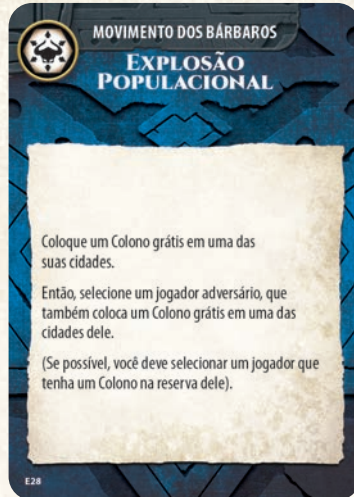 MOVIMENTO DOS BÁRBAROS
EXPLOSÃO
POPULACIONAL
Coloque um Colono grátis em uma das
suas cidades.
Então, selecione um jogador adversário, que
também coloca um Colono grátis em uma das
cidades dele.
(Se possível, você deve selecionar um jogador que
tenha um Colono na reserva dele).
E28